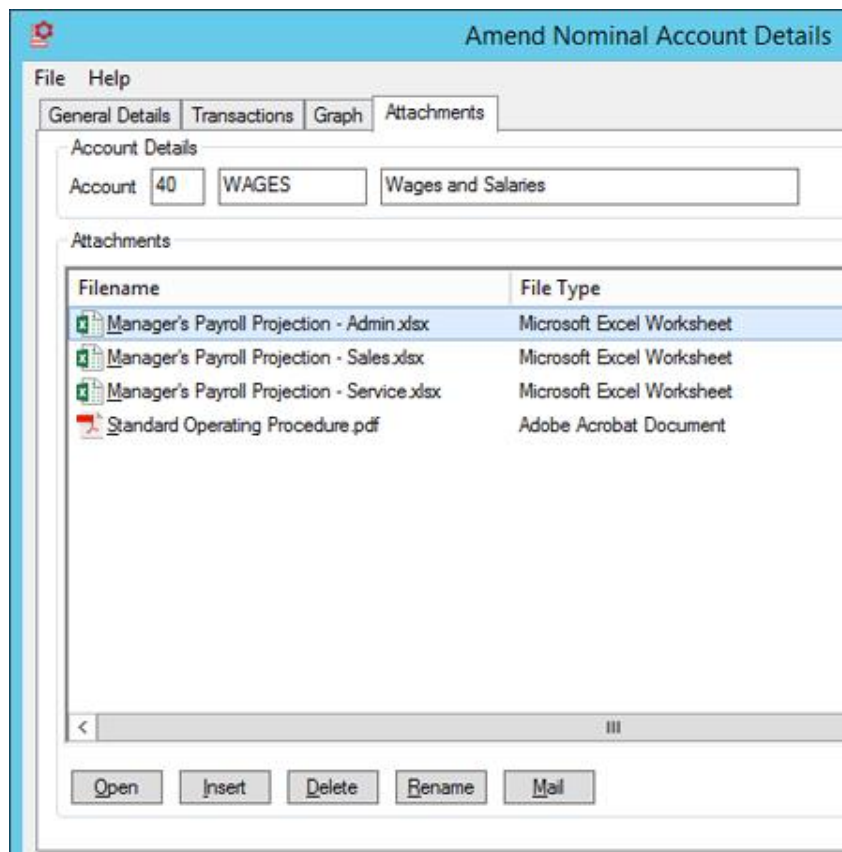 Amend Nominal Account Details
File Help
General Details Transactions Graph Attachments
Account Details
Account 40 WAGES Wages and Salaries
Attachments
Filename File Type
Manager's Payroll Projection - Admin.xlsx Microsoft Excel Worksheet
Manager's Payroll Projection - Sales.xlsx Microsoft Excel Worksheet
Manager's Payroll Projection - Service.xlsx Microsoft Excel Worksheet
Standard Operating Procedure.pdf Adobe Acrobat Document
Open Insert Delete Rename Mail